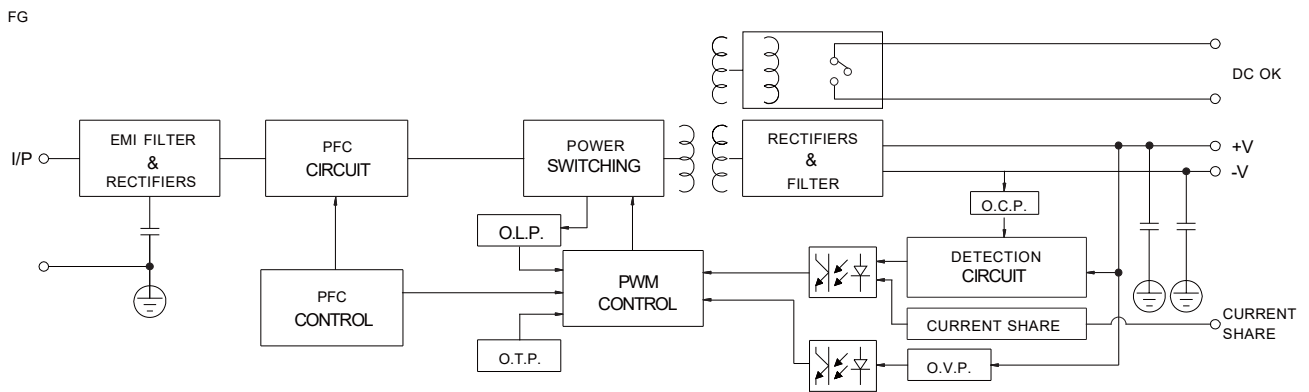 FG
DC OK
I/P
EMI FILTER
&
RECTIFIERS
PFC
CIRCUIT
POWER
SWITCHING
RECTIFIERS
&
FILTER
+V
-V
O.C.P.
O.L.P.
DETECTION
CIRCUIT
PWM
CONTROL
PFC
CONTROL
CURRENT SHARE
CURRENT
SHARE
O.T.P.
O.V.P.